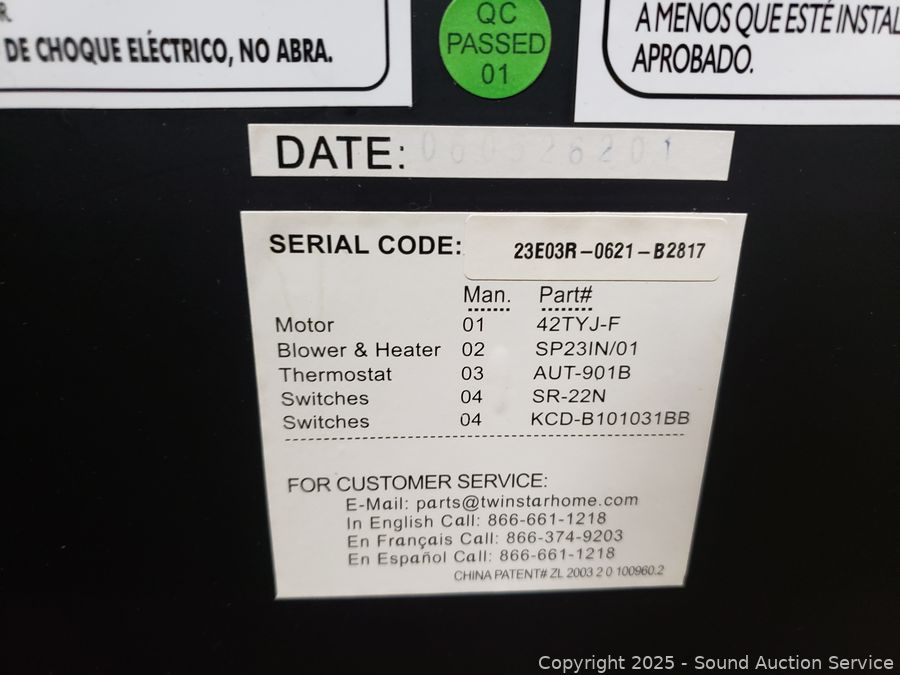 R
DE CHOQUE ELÉCTRICO, NO ABRA.
QC
PASSED
01
A MENOS QUE ESTÉ INSTAL
APROBADO.
DATE:
SERIAL CODE: 23E03R-0621-B2817
Man. Part#
Motor 01 42TYJ-F
Blower & Heater 02 SP23IN/01
Thermostat 03 AUT-901B
Switches 04 SR-22N
Switches 04 KCD-B101031BB
FOR CUSTOMER SERVICE:
E-Mail: parts@twinstarhome.com
In English Call: 866-661-1218
En Français Call: 866-374-9203
En Español Call: 866-661-1218
CHINA PATENT# ZL 2003 2 0 100960.2
Copyright 2025 - Sound Auction Service